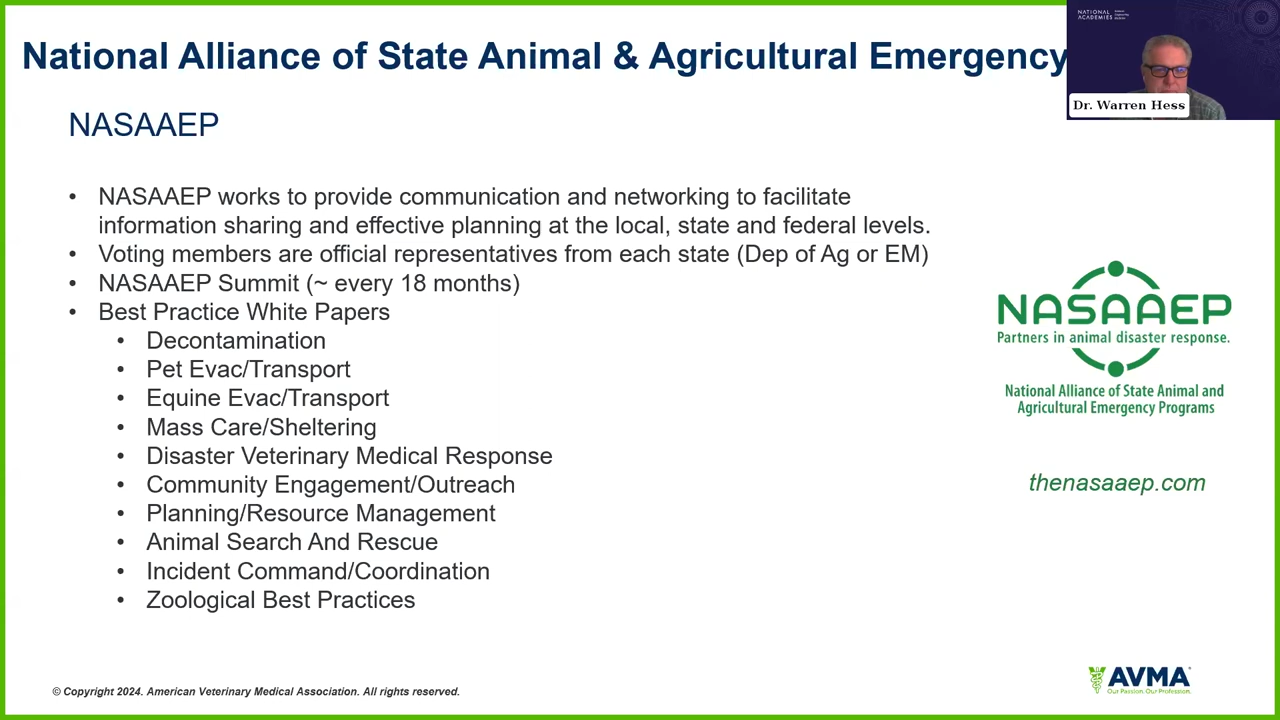 National Alliance of State Animal & Agricultural Emergency
NATIONAL
ACADEMIES
Dr. Warren Hess
NASAAEP
• NASAAEP works to provide communication and networking to facilitate
information sharing and effective planning at the local, state and federal levels.
• Voting members are official representatives from each state (Dep of Ag or EM)
• NASAAEP Summit (~ every 18 months)
• Best Practice White Papers
• Decontamination
• Pet Evac/Transport
• Equine Evac/Transport
• Mass Care/Sheltering
• Disaster Veterinary Medical Response
• Community Engagement/Outreach
• Planning/Resource Management
• Animal Search And Rescue
• Incident Command/Coordination
• Zoological Best Practices
NASAAEP
Partners in animal disaster response.
National Alliance of State Animal and
Agricultural Emergency Programs
thenasaaep.com
© Copyright 2024. American Veterinary Medical Association. All rights reserved.
AVMA
Our Passion. Our Profession.